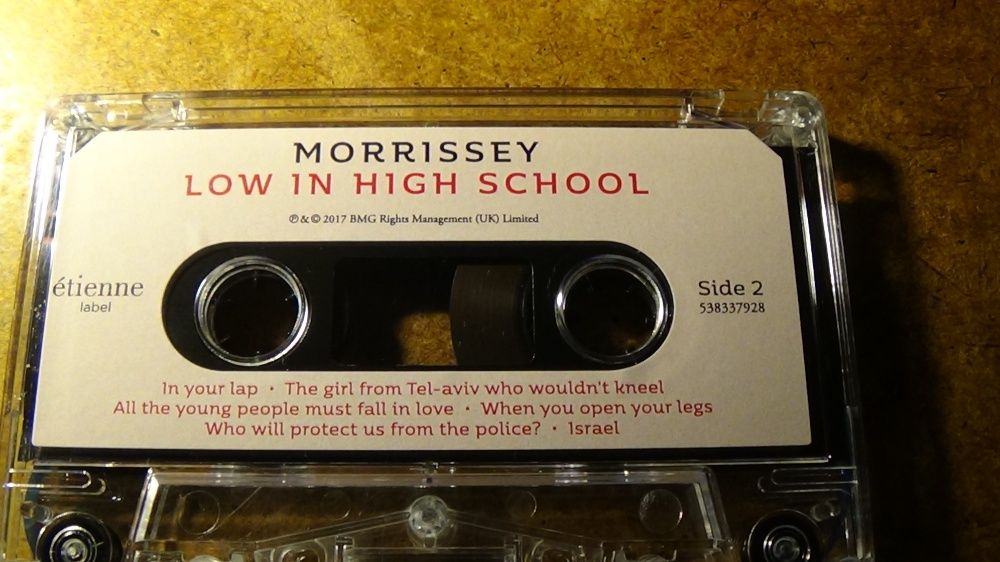 MORRISSEY
LOW IN HIGH SCHOOL
℗ & © 2017 BMG Rights Management (UK) Limited
étienne
label
Side 2
538337928
In your lap · The girl from Tel-aviv who wouldn't kneel
All the young people must fall in love · When you open your legs
Who will protect us from the police? · Israel